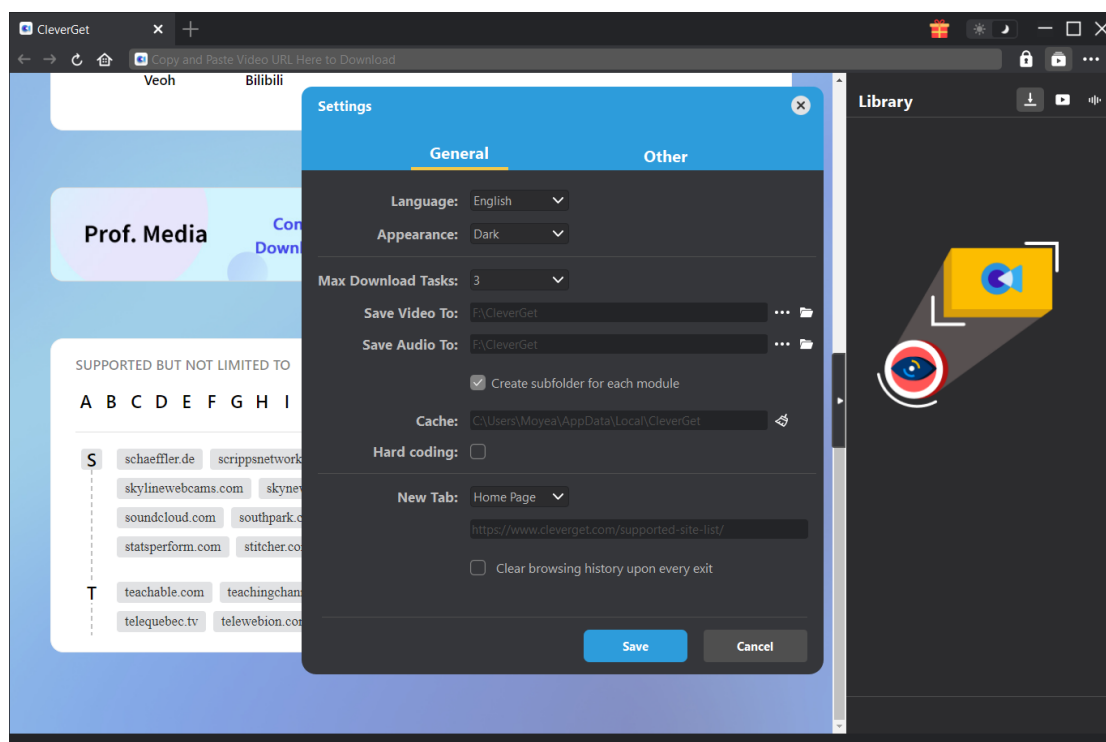 CleverGet
Copy and Paste Video URL Here to Download
Veoh Bilibili
Prof. Media
SUPPORTED BUT NOT LIMITED TO
A B C D E F G H I
S
schaeffler.de
skylinewebcams.com
soundcloud.com
statsperform.com
T
teachable.com
telequebec.tv
Settings
General Other
Language: English
Appearance: Dark
Max Download Tasks: 3
Save Video To: F:\CleverGet
Save Audio To: F:\CleverGet
Create subfolder for each module
Cache: C:\Users\Moyea\AppData\Local\CleverGet
Hard coding:
New Tab: Home Page
https://www.cleverget.com/supported-site-list/
Clear browsing history upon every exit
Save Cancel
Library